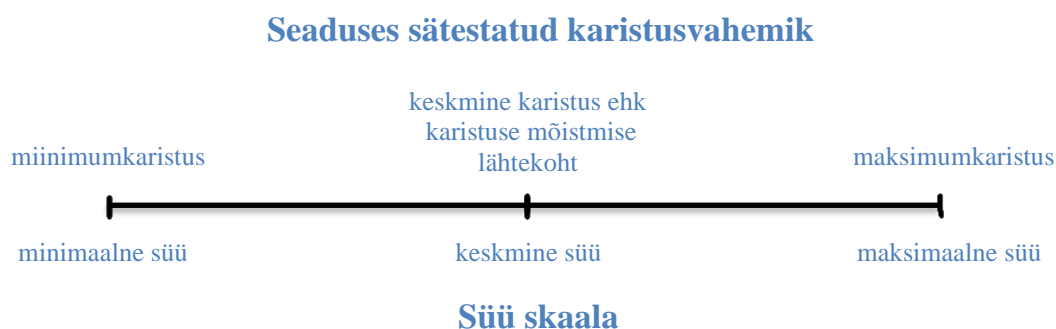 Seaduses sätestatud karistusvahemik
keskmine karistus ehk
karistuse mõistmise
lähtekoht
miinimumkaristus
maksimumkaristus
minimaalne süü
keskmine süü
maksimaalne süü
Süü skaala